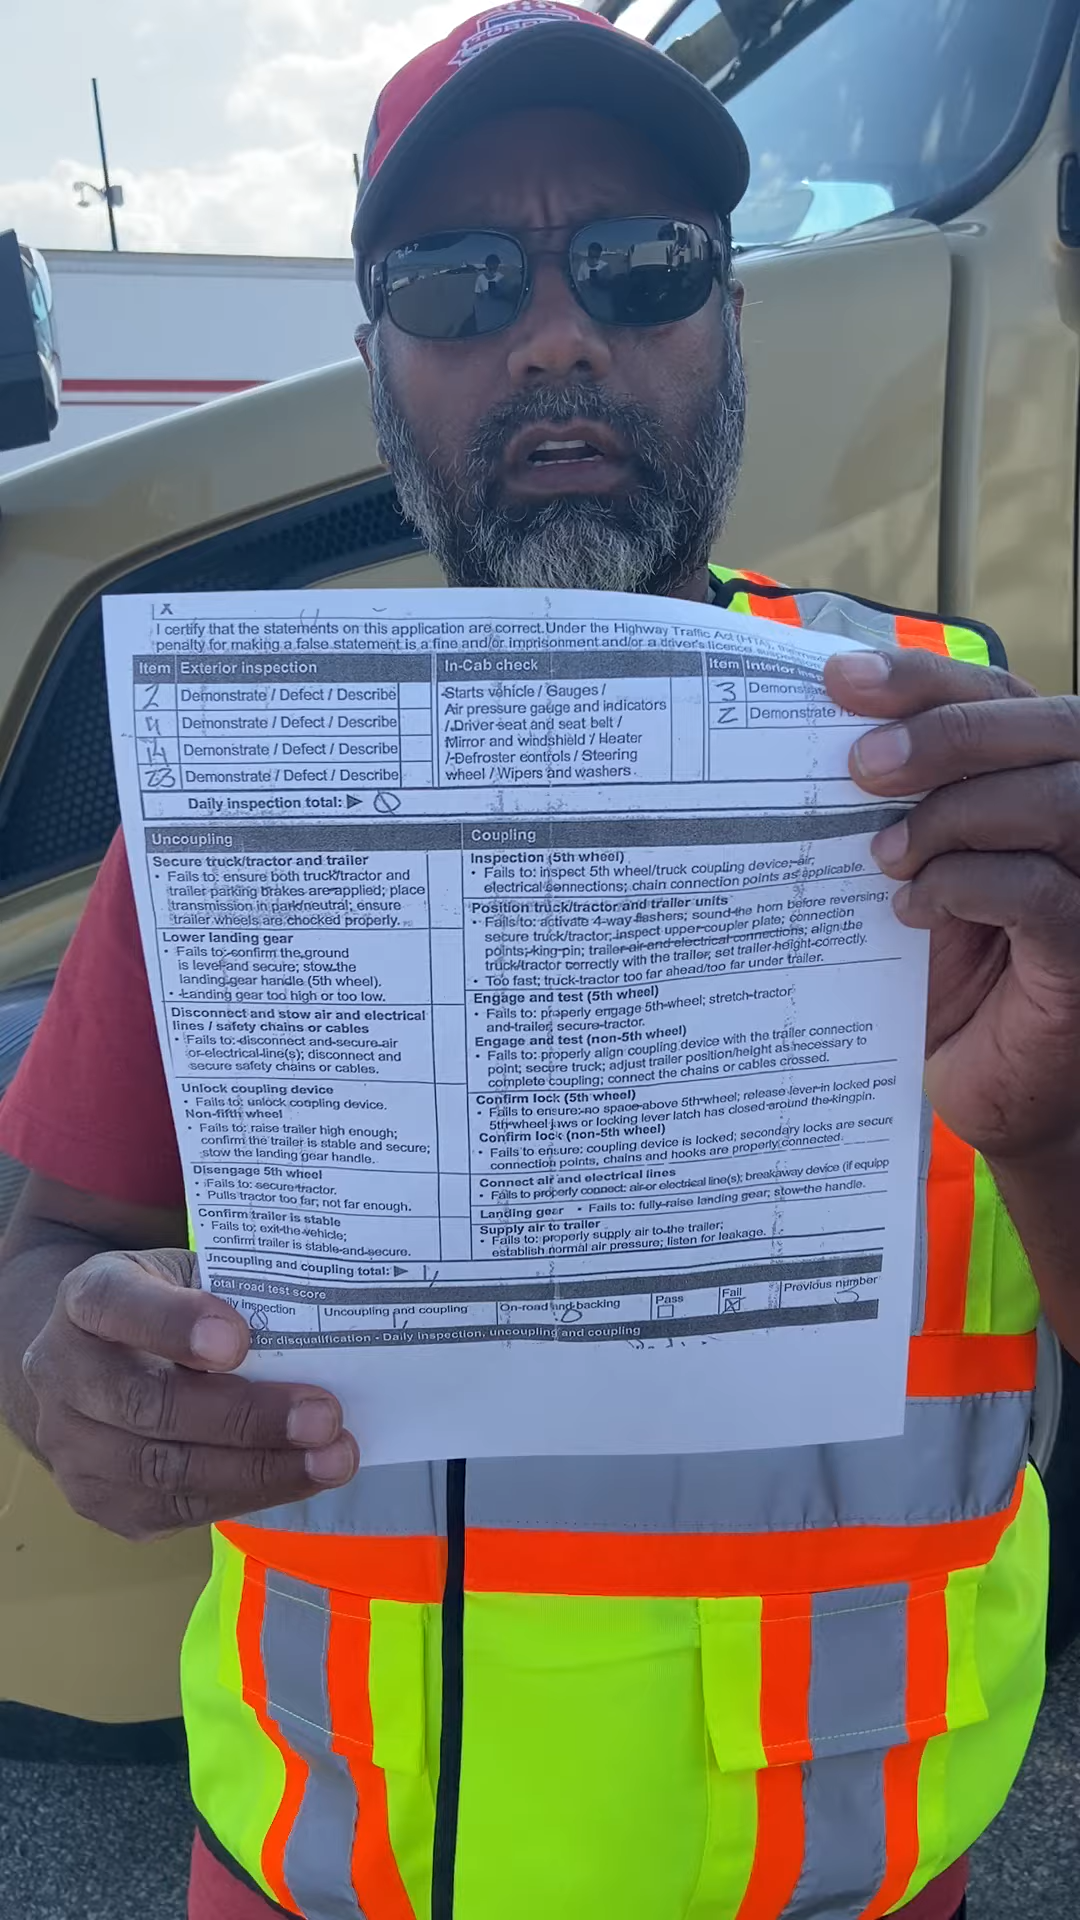 X
I certify that the statements on this application are correct. Under the Highway Traffic Act (HTA), the
penalty for making a false statement is a fine and/or imprisonment and/or a driver's licence
Item Exterior inspection
2 Demonstrate / Defect / Describe
Demonstrate / Defect / Describe
14 Demonstrate / Defect / Describe
23 Demonstrate / Defect / Describe
Daily inspection total:
In-Cab check
Starts vehicle / Gauges /
Air pressure gauge and indicators
/ Driver seat and seat belt /
Mirror and windshield / Heater
/ Defroster controls / Steering
wheel / Wipers and washers
Item Interior
3
2 Demonstrate /
Uncoupling
Secure truck/tractor and trailer
• Fails to: ensure both truck/tractor and
trailer parking brakes are applied; place
transmission in park/neutral; ensure
trailer wheels are chocked properly.
Lower landing gear
• Fails to: confirm the ground
is level and secure; stow the
landing gear handle (5th wheel).
• Landing gear too high or too low.
Disconnect and stow air and electrical
lines / safety chains or cables
• Fails to: disconnect and secure air
or electrical line(s); disconnect and
secure safety chains or cables.
Unlock coupling device
• Fails to: unlock coupling device.
Non-fifth wheel
• Fails to: raise trailer high enough;
confirm the trailer is stable and secure;
stow the landing gear handle.
Disengage 5th wheel
• Fails to: secure tractor.
• Pulls tractor too far; not far enough.
Confirm trailer is stable
• Fails to: exit the vehicle;
confirm trailer is stable and secure.
Uncoupling and coupling total:
Coupling
Inspection (5th wheel)
• Fails to: inspect 5th wheel/truck coupling device; air,
electrical connections; chain connection points as applicable.
Position truck/tractor and trailer units
• Fails to: activate 4-way flashers; sound the horn before reversing;
secure truck/tractor; inspect upper coupler plate; connection
points; king pin; trailer air and electrical connections; align the
truck/tractor correctly with the trailer, set trailer height correctly.
• Too fast; truck-tractor too far ahead/too far under trailer.
Engage and test (5th wheel)
• Fails to: properly engage 5th wheel; stretch tractor
and trailer, secure tractor.
Engage and test (non-5th wheel)
• Fails to: properly align coupling device with the trailer connection
point; secure truck; adjust trailer position/height as necessary to
complete coupling; connect the chains or cables crossed.
Confirm lock (5th wheel)
• Fails to ensure: no space above 5th wheel; release lever in locked posi
5th wheel jaws or locking lever latch has closed around the kingpin.
Confirm lock (non-5th wheel)
• Fails to ensure: coupling device is locked; secondary locks are secure
connection points, chains and hooks are properly connected.
Connect air and electrical lines
• Fails to properly connect: air or electrical line(s); breakaway device (if equipp
Landing gear • Fails to: fully raise landing gear; stow the handle.
Supply air to trailer
• Fails to: properly supply air to the trailer;
establish normal air pressure; listen for leakage.
Total road test score
inspection Uncoupling and coupling On-road and backing Pass Fail Previous number
for disqualification - Daily inspection, uncoupling and coupling